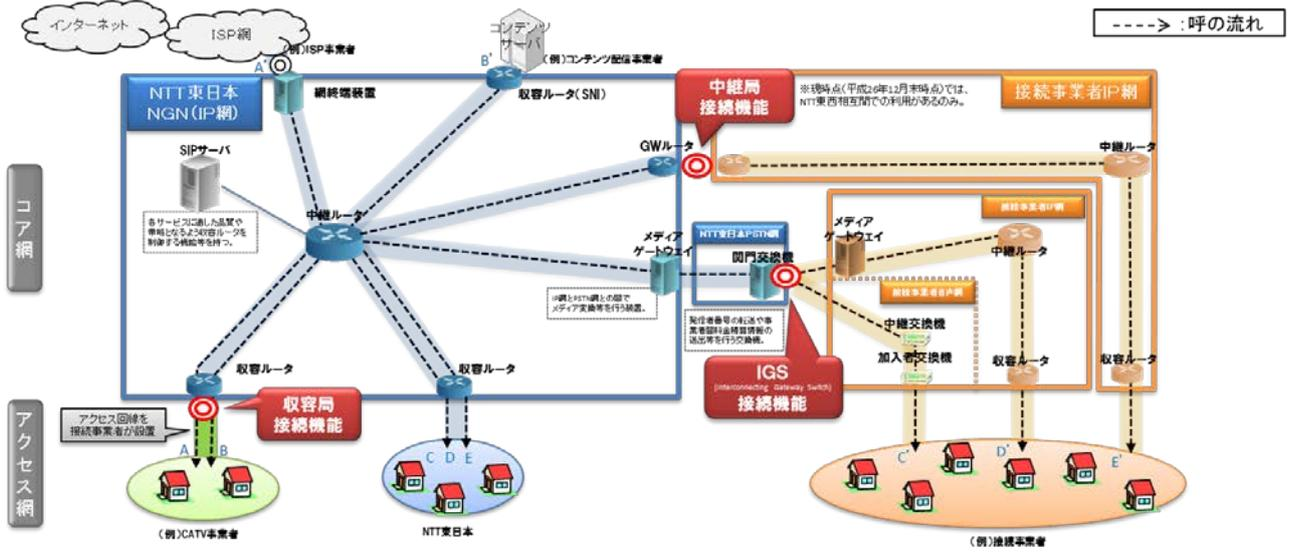 インターネット
ISP網
(例)ISP事業者
A'
コンテンツ
サーバ
B'
(例)コンテンツ配信事業者
---->:呼の流れ
NTT東日本
NGN(IP網)
網終端装置
収容ルータ(SNI)
中継局
接続機能
※現時点(平成26年12月末時点)では、
NTT東西相互間での利用があるのみ。
接続事業者IP網
SIPサーバ
GWルータ
中継ルータ
コア網
各サービスに適した品質や
帯域となるよう収容ルータを
制御する機能等を持つ。
中継ルータ
メディア
ゲートウェイ
NTT東日本PSTN網
関門交換機
メディア
ゲートウェイ
接続事業者IP網
中継ルータ
IP網とPSTN網との間で
メディア変換等を行う装置。
発信者番号の転送や事
業者間料金精算情報の
送出等を行う交換機。
中継交換機
加入者交換機
収容ルータ
収容ルータ
収容ルータ
収容ルータ
IGS
(Interconnecting Gateway Switch)
接続機能
収容局
接続機能
アクセス網
アクセス回線を
接続事業者が設置
A B
C D E
C' D' E'
(例)CATV事業者
NTT東日本
(例)接続事業者